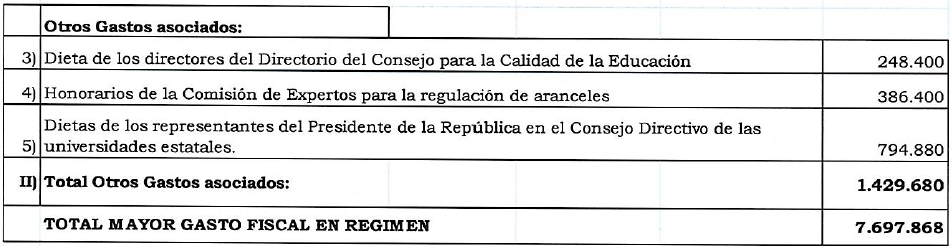 Otros Gastos asociados:
3) Dieta de los directores del Directorio del Consejo para la Calidad de la Educación 248.400
4) Honorarios de la Comisión de Expertos para la regulación de aranceles 386.400
Dietas de los representantes del Presidente de la República en el Consejo Directivo de las
5) universidades estatales. 794.880
II) Total Otros Gastos asociados: 1.429.680
TOTAL MAYOR GASTO FISCAL EN REGIMEN 7.697.868